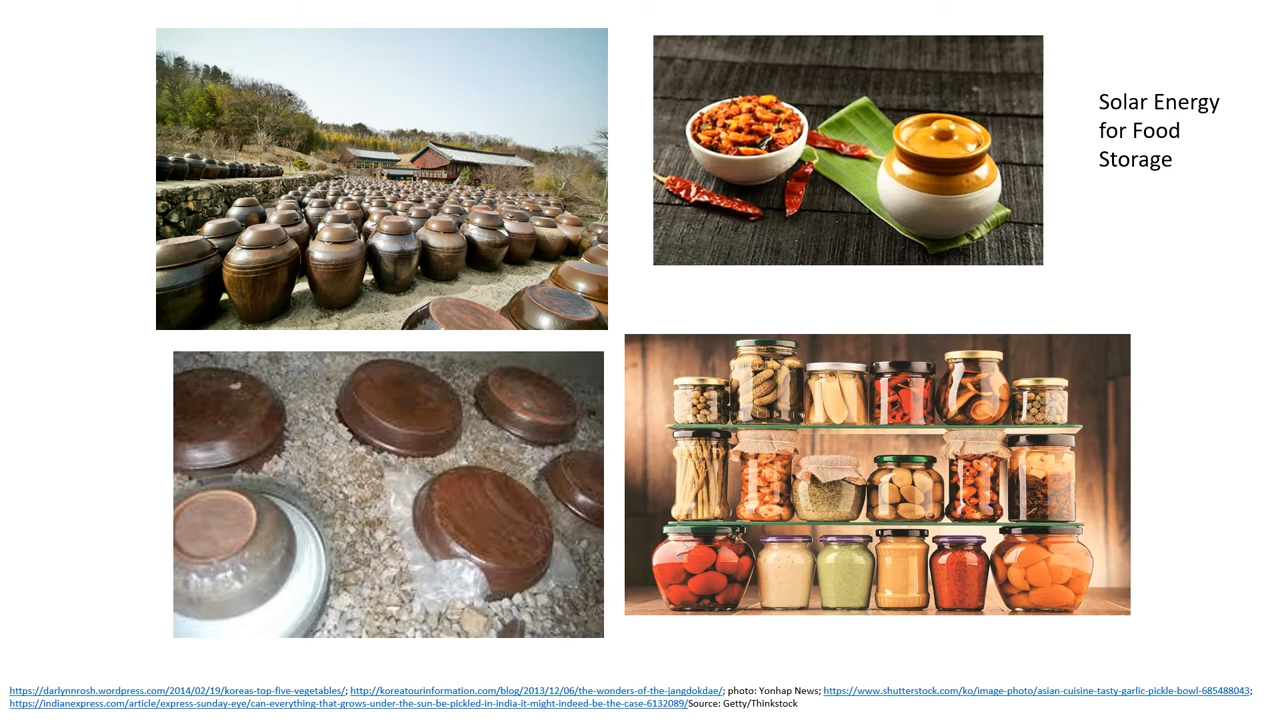 Solar Energy
for Food
Storage
https://darlynnrosh.wordpress.com/2014/02/19/koreas-top-five-vegetables/; http://koreatourinformation.com/blog/2013/12/06/the-wonders-of-the-jangdokdae/; photo: Yonhap News; https://www.shutterstock.com/ko/image-photo/asian-cuisine-tasty-garlic-pickle-bowl-685488043;
https://indianexpress.com/article/express-sunday-eye/can-everything-that-grows-under-the-sun-be-pickled-in-india-it-might-indeed-be-the-case-6132089/Source: Getty/Thinkstock